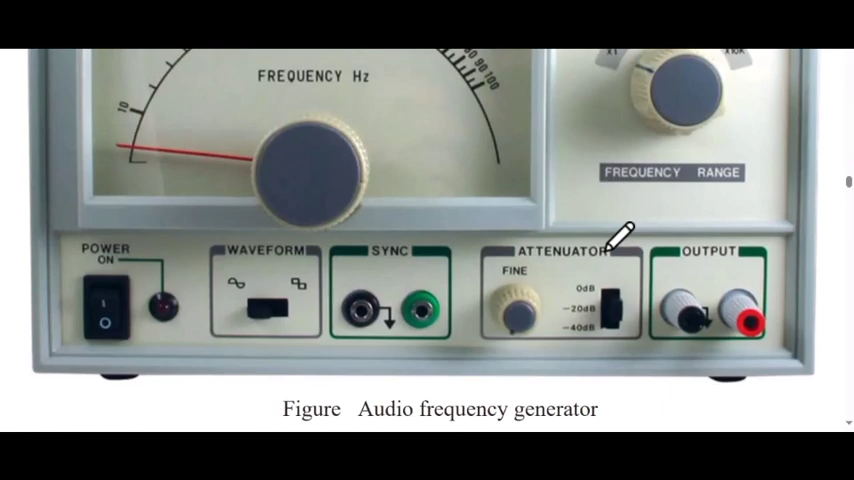 X1 X10K
80 90 100
FREQUENCY Hz
10
FREQUENCY RANGE
POWER
ON
WAVEFORM
SYNC
ATTENUATOR
OUTPUT
FINE
0dB
-20dB
-40dB
I
O
Figure Audio frequency generator